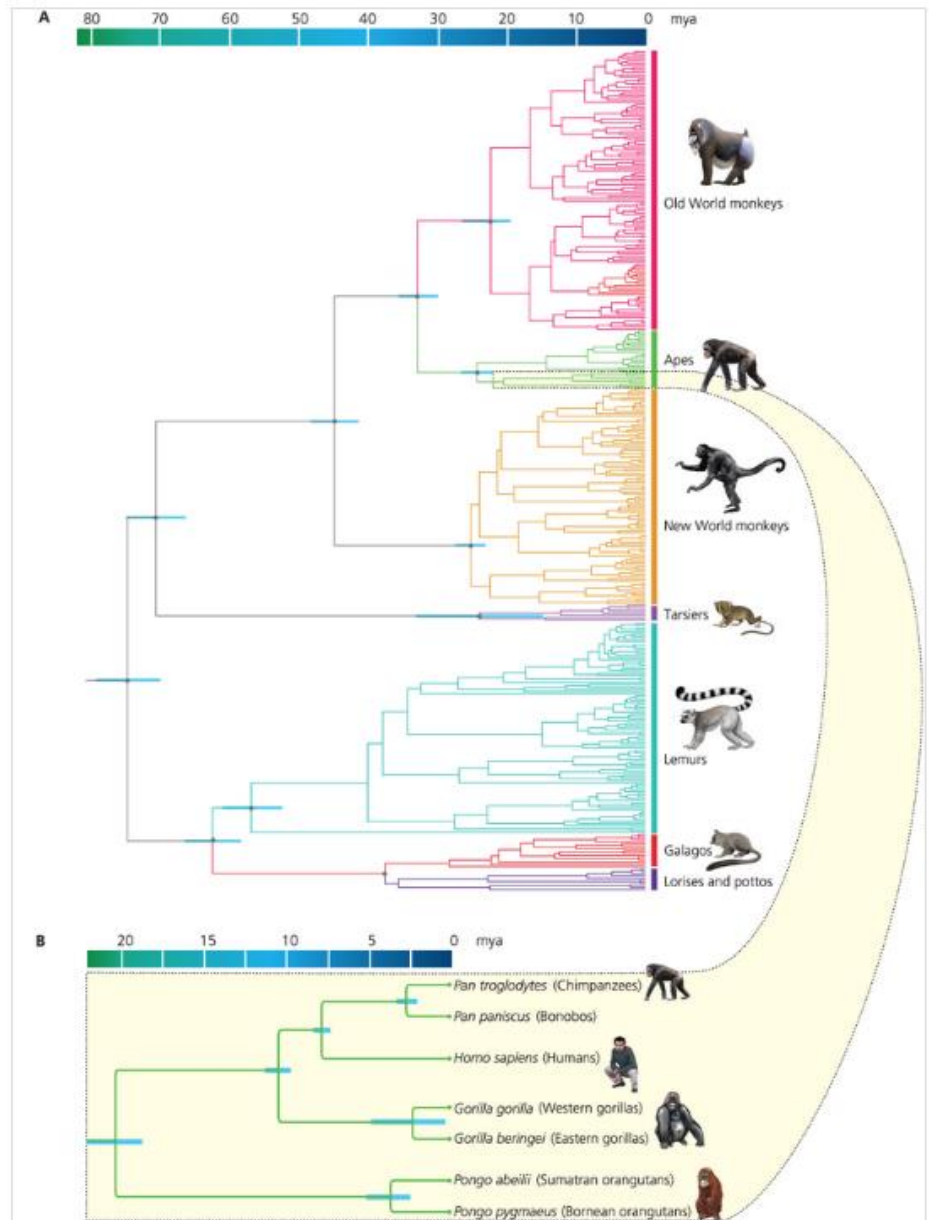 A 80 70 60 50 40 30 20 10 0 mya
Old World monkeys
Apes
New World monkeys
Tarsiers
Lemurs
Galagos
Lorises and pottos
B 20 15 10 5 0 mya
Pan troglodytes (Chimpanzees)
Pan paniscus (Bonobos)
Homo sapiens (Humans)
Gorilla gorilla (Western gorillas)
Gorilla beringei (Eastern gorillas)
Pongo abeilii (Sumatran orangutans)
Pongo pygmaeus (Bornean orangutans)